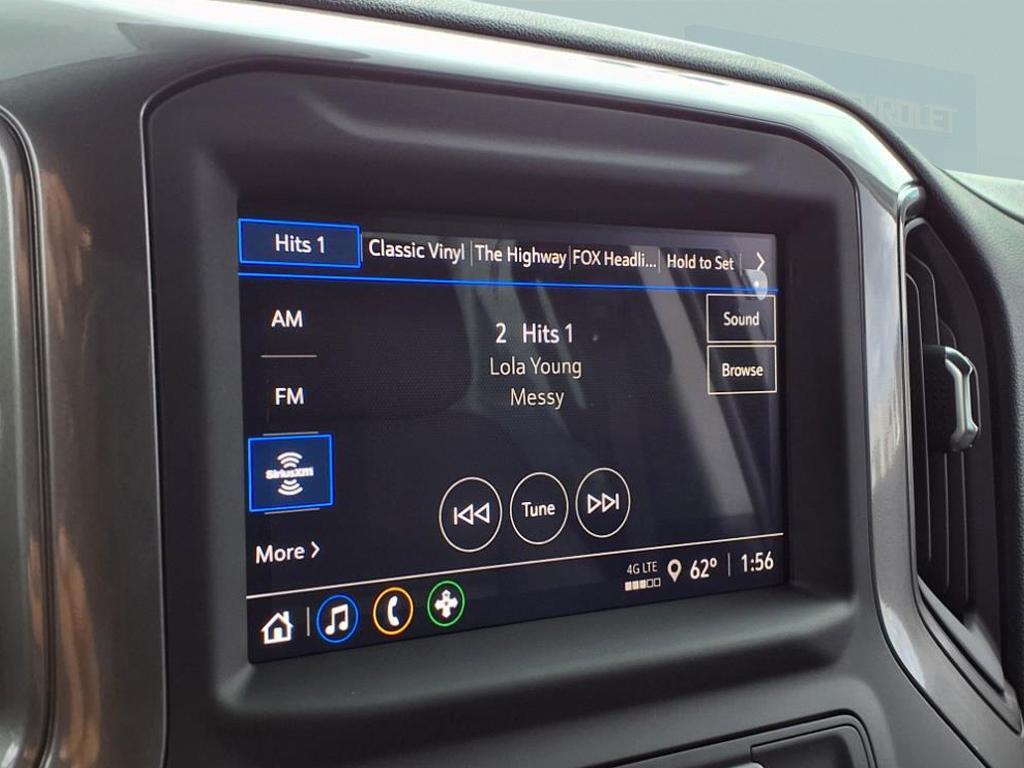 Hits 1 Classic Vinyl The Highway FOX Headli... Hold to Set
AM
2 Hits 1
Sound
Lola Young
Browse
FM
Messy
SiriusXM
Tune
More
4G LTE
62° 1:56